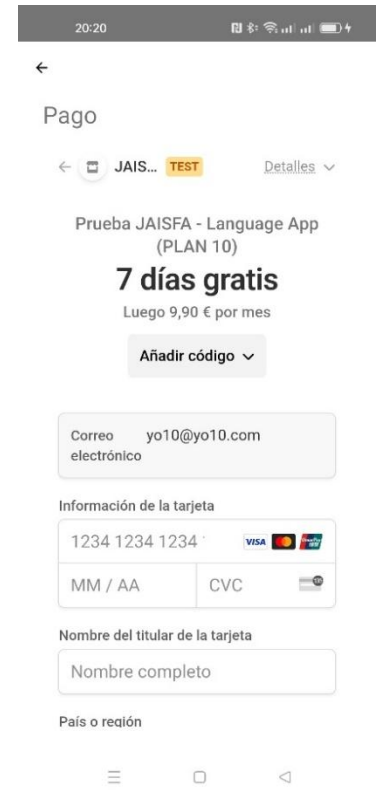 20:20
Pago
JAIS... TEST Detalles
Prueba JAISFA - Language App
(PLAN 10)
7 días gratis
Luego 9,90 € por mes
Añadir código
Correo electrónico yo10@yo10.com
Información de la tarjeta
1234 1234 1234 VISA
MM / AA CVC
Nombre del titular de la tarjeta
Nombre completo
País o región